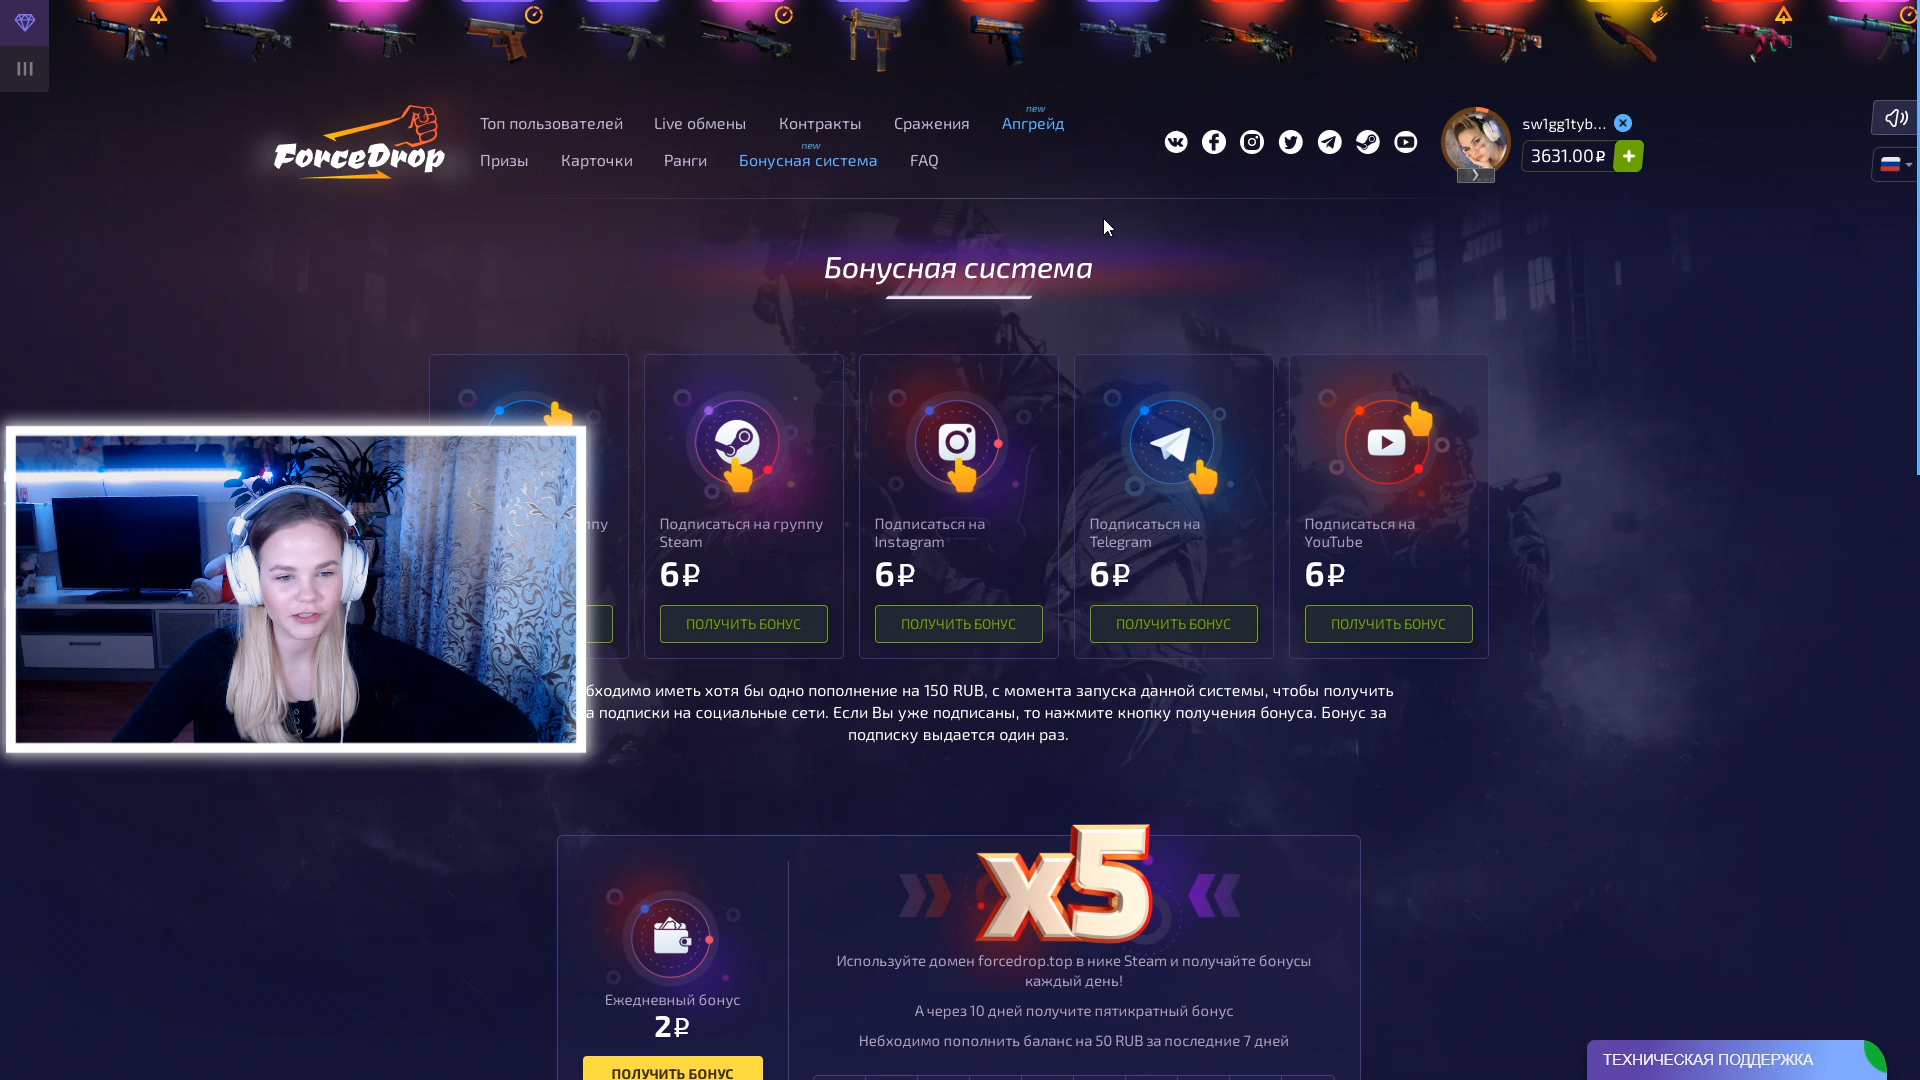 ForceDrop
new
Топ пользователей
Live обмены
Контракты
Сражения
Апгрейд
new
Призы
Карточки
Ранги
Бонусная система
FAQ
sw1gg1tyb...
3631.00₽
Бонусная система
Подписаться на группу
Steam
6₽
ПОЛУЧИТЬ БОНУС
Подписаться на
Instagram
6₽
ПОЛУЧИТЬ БОНУС
Подписаться на
Telegram
6₽
ПОЛУЧИТЬ БОНУС
Подписаться на
YouTube
6₽
ПОЛУЧИТЬ БОНУС
бходимо иметь хотя бы одно пополнение на 150 RUB, с момента запуска данной системы, чтобы получить
а подписки на социальные сети. Если Вы уже подписаны, то нажмите кнопку получения бонуса. Бонус за
подписку выдается один раз.
Ежедневный бонус
2₽
ПОЛУЧИТЬ БОНУС
x5
Используйте домен forcedrop.top в нике Steam и получайте бонусы
каждый день!
А через 10 дней получите пятикратный бонус
Небходимо пополнить баланс на 50 RUB за последние 7 дней
ТЕХНИЧЕСКАЯ ПОДДЕРЖКА